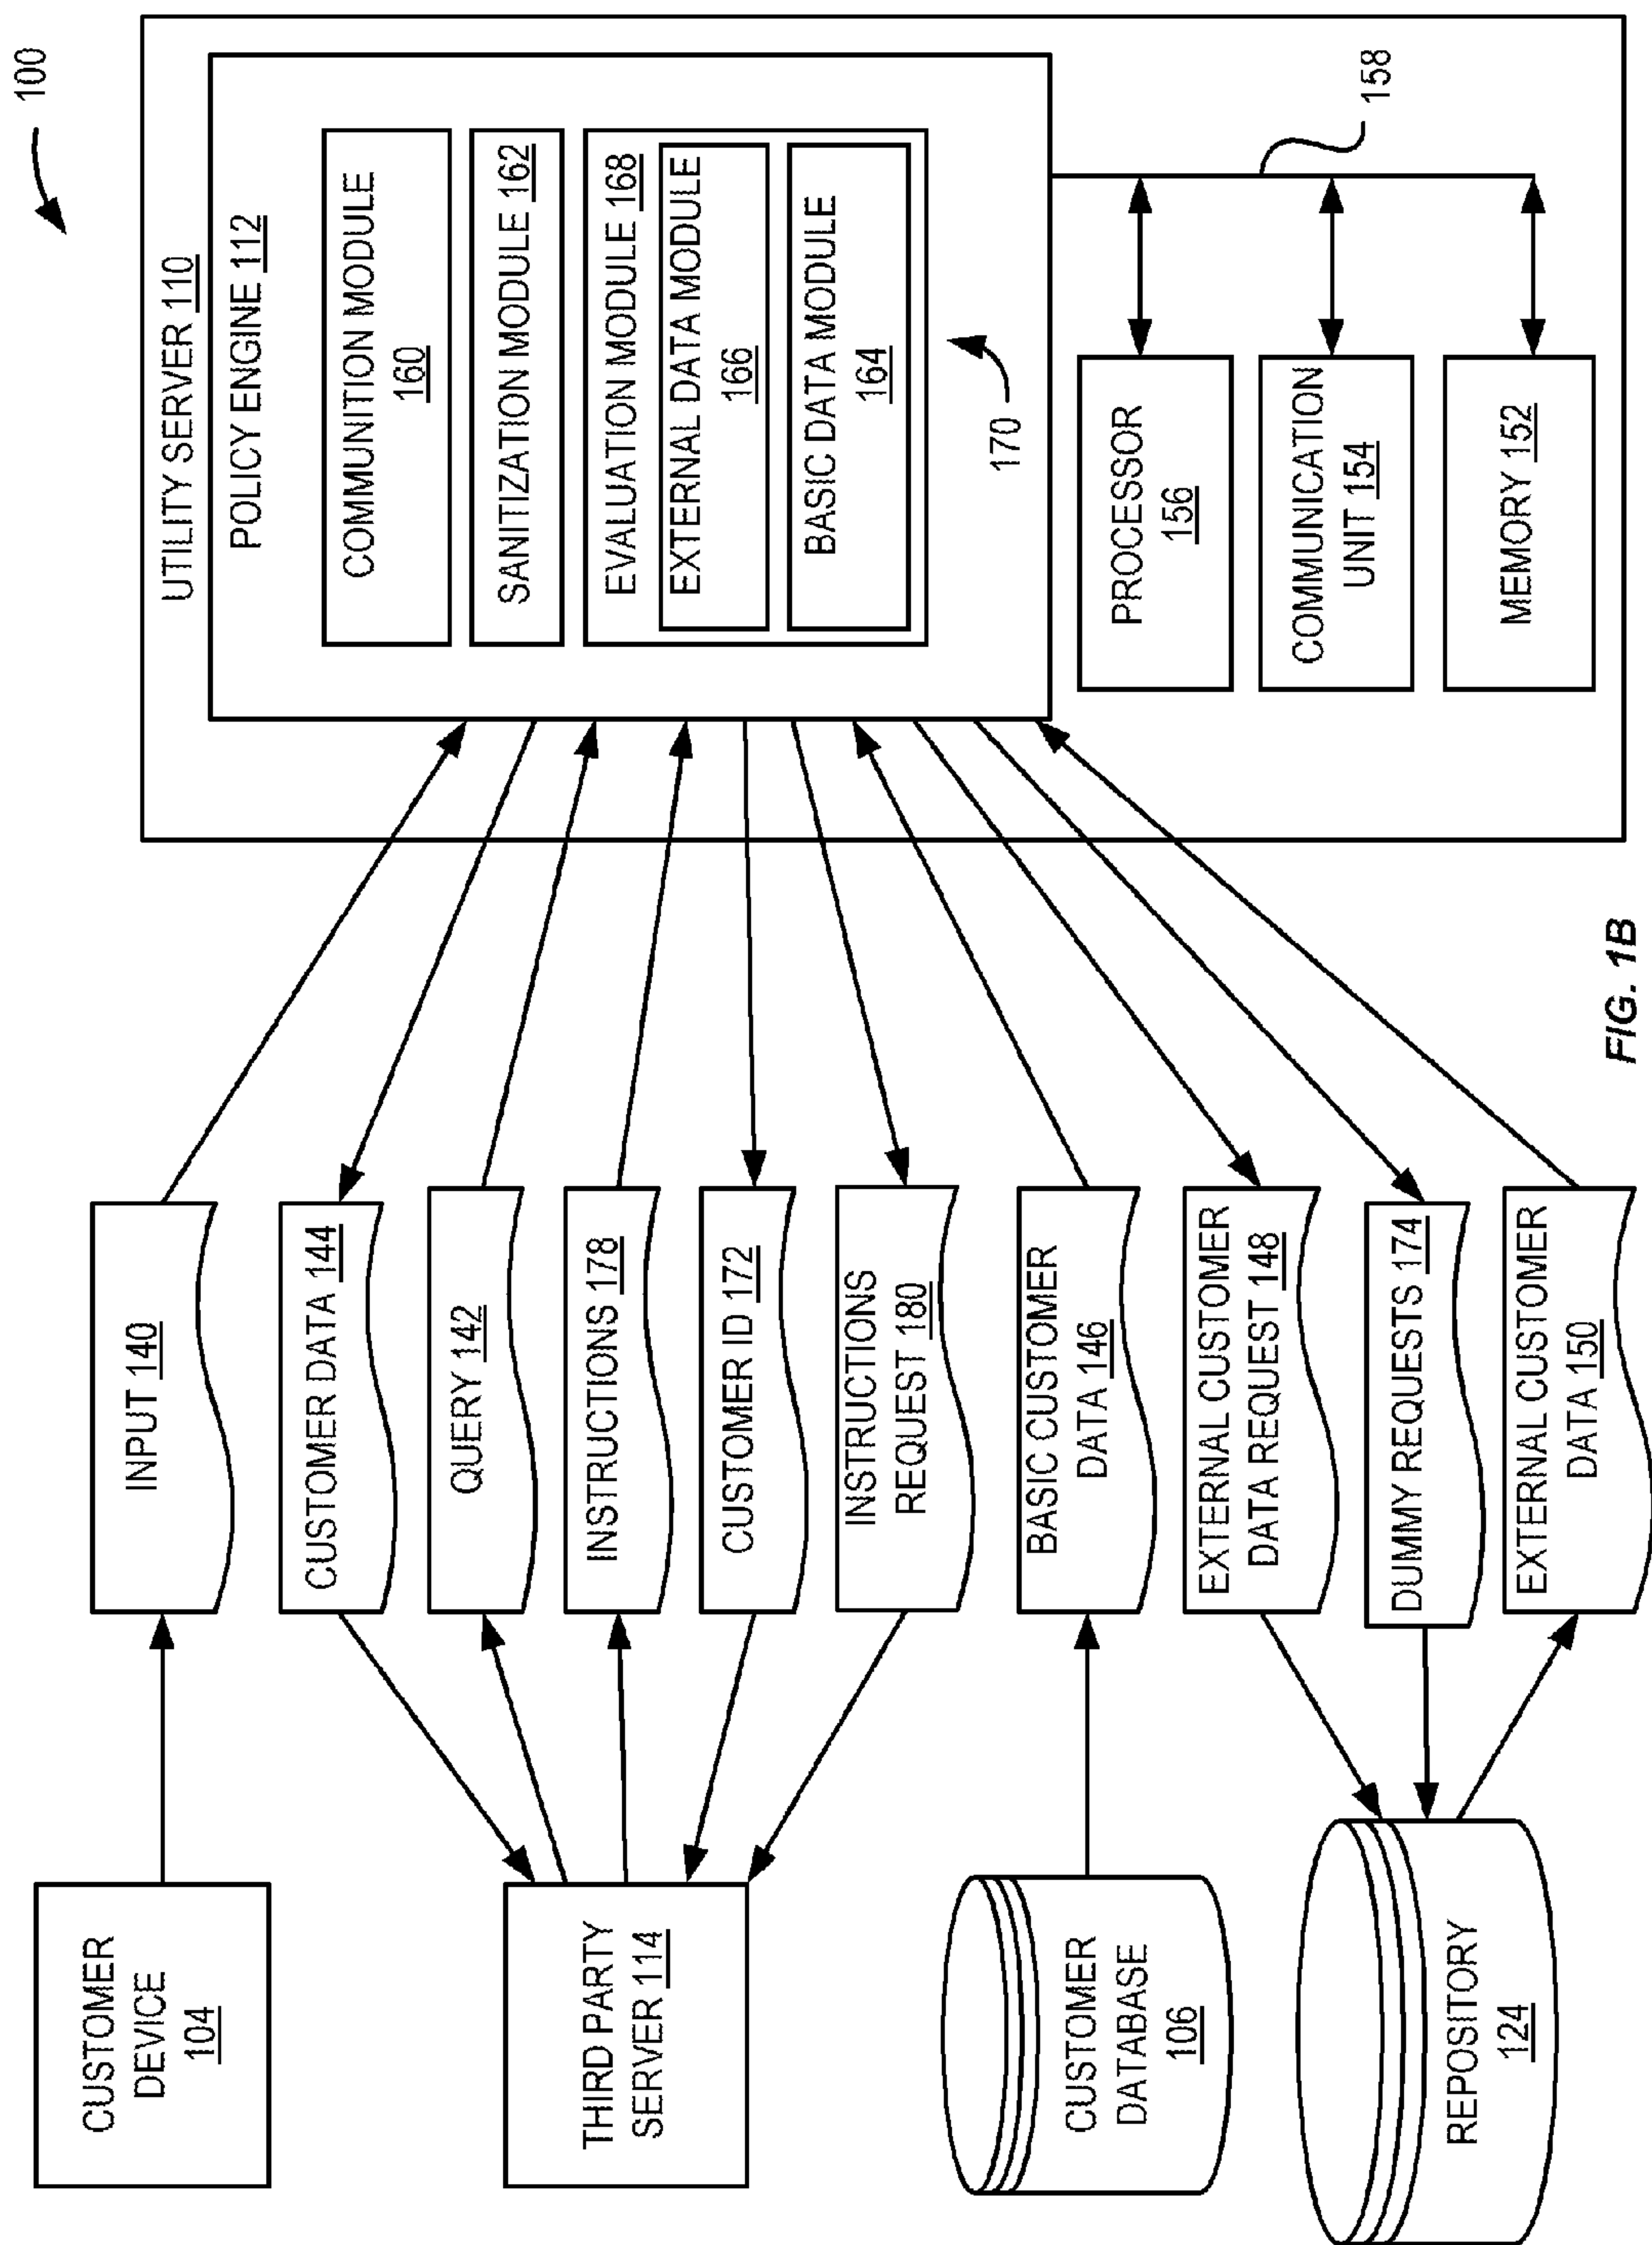 100
CUSTOMER
DEVICE
104
THIRD PARTY
SERVER 114
CUSTOMER
DATABASE
106
REPOSITORY
124
INPUT 140
CUSTOMER DATA 144
QUERY 142
INSTRUCTIONS 178
CUSTOMER ID 172
INSTRUCTIONS
REQUEST 180
BASIC CUSTOMER
DATA 146
EXTERNAL CUSTOMER
DATA REQUEST 148
DUMMY REQUESTS 174
EXTERNAL CUSTOMER
DATA 150
UTILITY SERVER 110
POLICY ENGINE 112
COMMUNITION MODULE
160
SANITIZATION MODULE 162
EVALUATION MODULE 168
EXTERNAL DATA MODULE
166
BASIC DATA MODULE
164
170
PROCESSOR
156
COMMUNICATION
UNIT 154
MEMORY 152
158
FIG. 1B